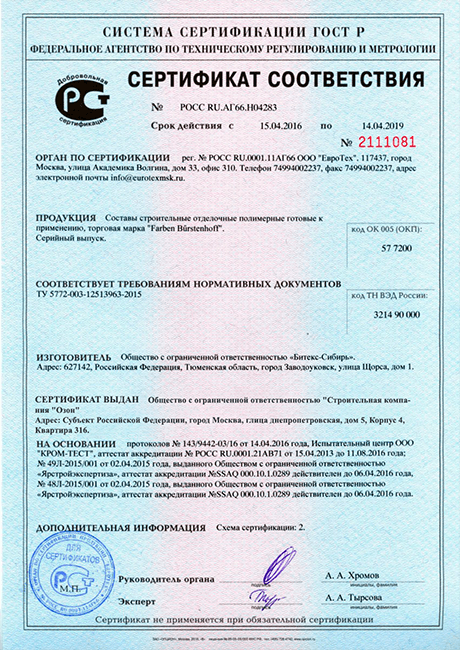 СИСТЕМА СЕРТИФИКАЦИИ ГОСТ Р
ФЕДЕРАЛЬНОЕ АГЕНТСТВО ПО ТЕХНИЧЕСКОМУ РЕГУЛИРОВАНИЮ И МЕТРОЛОГИИ
Добровольная
сертификация
СЕРТИФИКАТ СООТВЕТСТВИЯ
№ РОСС RU.АГ66.Н04283
Срок действия с 15.04.2016 по 14.04.2019
№ 2111081
ОРГАН ПО СЕРТИФИКАЦИИ рег. № РОСС RU.0001.11АГ66 ООО "ЕвроТех". 117437, город
Москва, улица Академика Волгина, дом 33, офис 310. Телефон 74994002237, факс 74994002237, адрес
электронной почты info@eurotexmsk.ru.
ПРОДУКЦИЯ Составы строительные отделочные полимерные готовые к
применению, торговая марка "Farben Bürstenhoff".
Серийный выпуск.
код ОК 005 (ОКП):
57 7200
СООТВЕТСТВУЕТ ТРЕБОВАНИЯМ НОРМАТИВНЫХ ДОКУМЕНТОВ
ТУ 5772-003-12513963-2015
код ТН ВЭД России:
3214 90 000
ИЗГОТОВИТЕЛЬ Общество с ограниченной ответственностью «Битекс-Сибирь».
Адрес: 627142, Российская Федерация, Тюменская область, город Заводоуковск, улица Щорса, дом 1.
СЕРТИФИКАТ ВЫДАН Общество с ограниченной ответственностью "Строительная компа-
ния "Озон"
Адрес: Субъект Российской Федерации, город Москва, глица днепропетровская, дом 5, Корпус 4,
Квартира 316.
НА ОСНОВАНИИ протоколов № 143/9442-03/16 от 14.04.2016 года, Испытательный центр ООО
"КРОМ-ТЕСТ", аттестат аккредитации № РОСС RU.0001.21АВ71 от 15.04.2013 до 11.08.2016 года;
№ 49Л-2015/001 от 02.04.2015 года, выданного Обществом с ограниченной ответственностью
«Ярстройэкспертиза», аттестат аккредитации №SSAQ 000.10.1.0289 действителен до 06.04.2016 года,
№ 48Л-2015/001 от 02.04.2015 года, выданного Обществом с ограниченной ответственностью
«Ярстройэкспертиза», аттестат аккредитации №SSAQ 000.10.1.0289 действителен до 06.04.2016 года.
ДОПОЛНИТЕЛЬНАЯ ИНФОРМАЦИЯ Схема сертификации: 2.
ДЛЯ
СЕРТИФИКАТОВ
М.П.
Руководитель органа
подпись
А. А. Хромов
инициалы, фамилия
Эксперт
подпись
А. А. Тырсова
инициалы, фамилия
Сертификат не применяется при обязательной сертификации